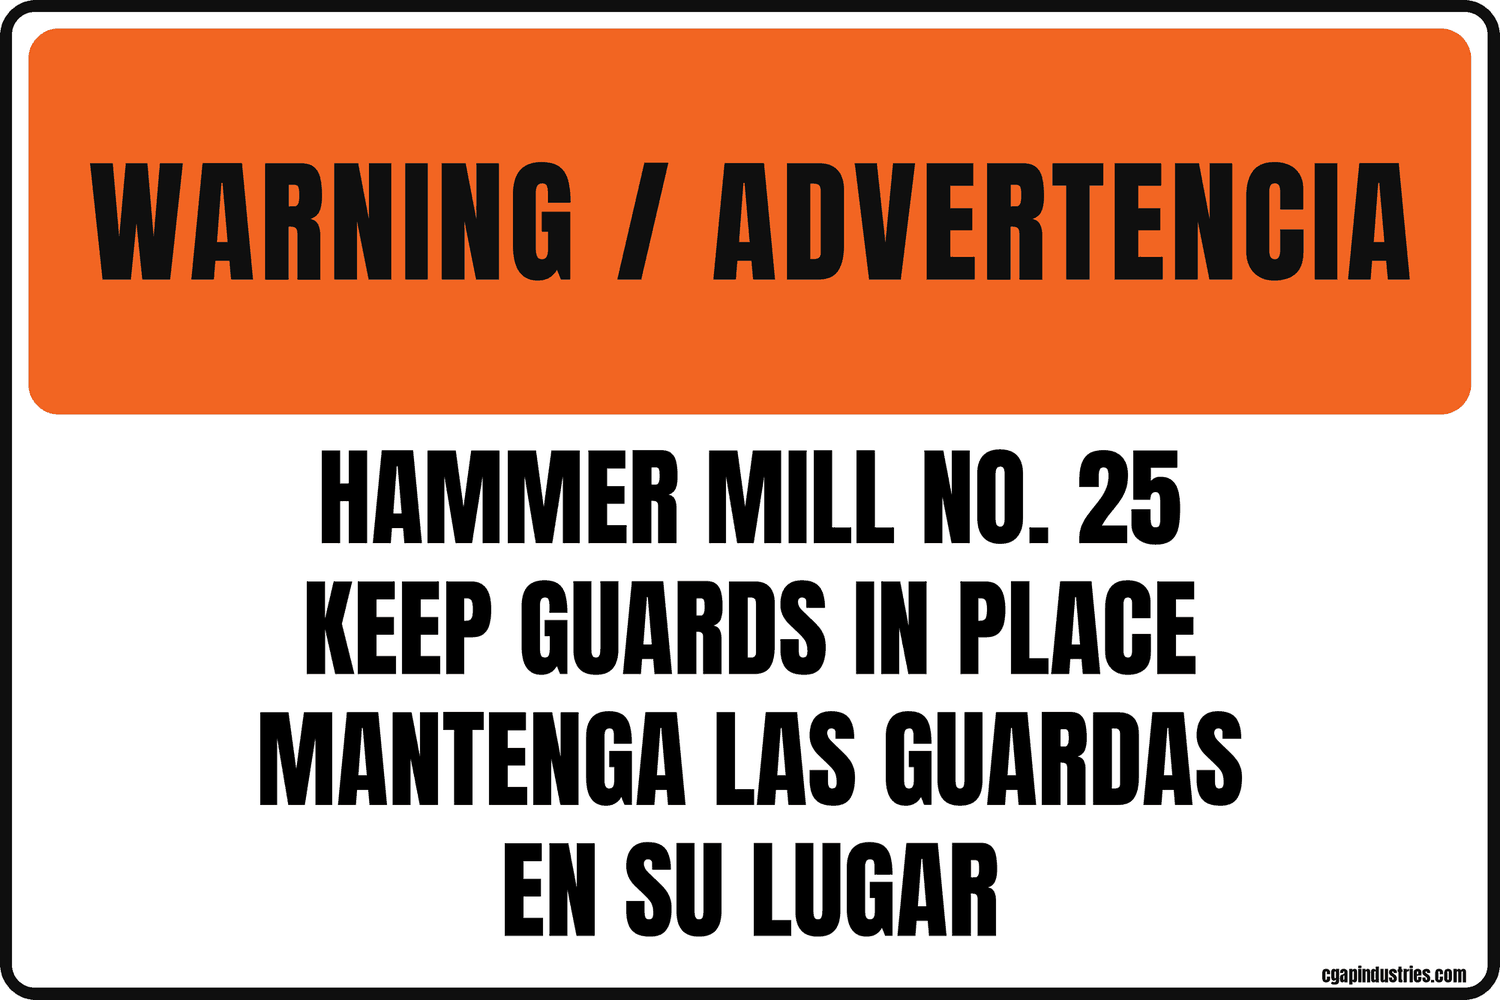 WARNING / ADVERTENCIA
HAMMER MILL NO. 25
KEEP GUARDS IN PLACE
MANTENGA LAS GUARDAS
EN SU LUGAR
cgapindustries.com